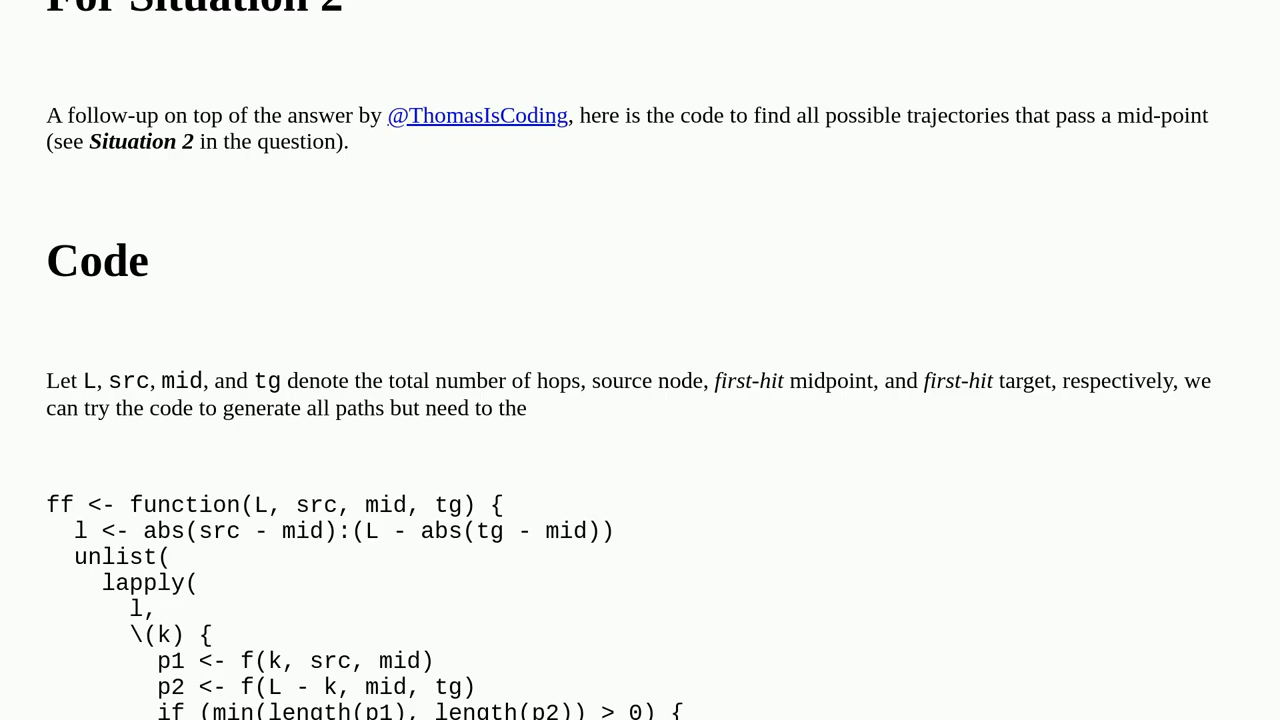 For Situation 2
A follow-up on top of the answer by @ThomasIsCoding, here is the code to find all possible trajectories that pass a mid-point
(see Situation 2 in the question).
Code
Let L, src, mid, and tg denote the total number of hops, source node, first-hit midpoint, and first-hit target, respectively, we
can try the code to generate all paths but need to the
ff <- function(L, src, mid, tg) {
  l <- abs(src - mid):(L - abs(tg - mid))
  unlist(
    lapply(
      l,
      \(k) {
        p1 <- f(k, src, mid)
        p2 <- f(L - k, mid, tg)
        if (min(length(p1), length(p2)) > 0) {